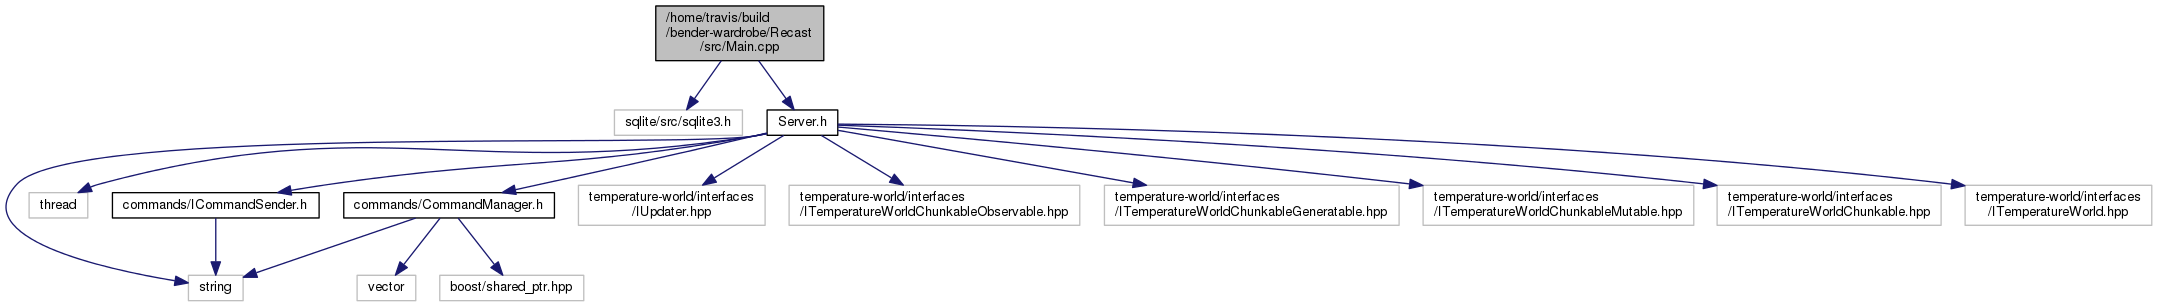 /home/travis/build
/bender-wardrobe/Recast
/src/Main.cpp
sqlite/src/sqlite3.h
Server.h
thread
commands/ICommandSender.h
commands/CommandManager.h
temperature-world/interfaces
/IUpdater.hpp
temperature-world/interfaces
/ITemperatureWorldChunkableObservable.hpp
temperature-world/interfaces
/ITemperatureWorldChunkableGeneratable.hpp
temperature-world/interfaces
/ITemperatureWorldChunkableMutable.hpp
temperature-world/interfaces
/ITemperatureWorldChunkable.hpp
temperature-world/interfaces
/ITemperatureWorld.hpp
string
vector
boost/shared_ptr.hpp